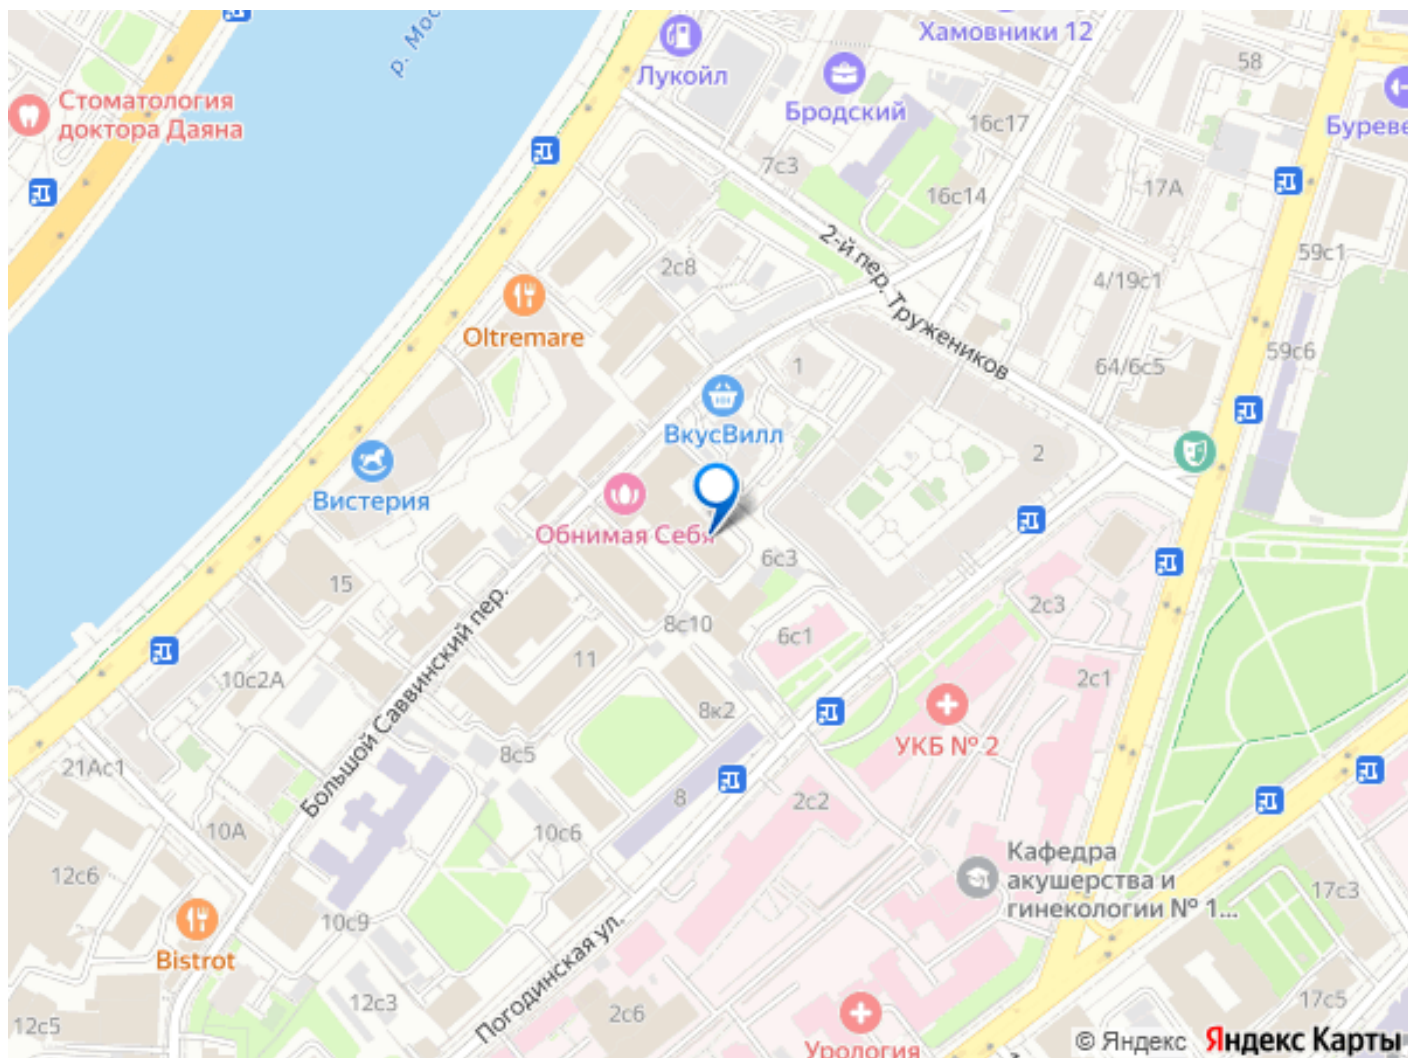 р. Мос
Хамовники 12
Лукойл
58
Бродский
Стоматология
доктора Даяна
16с17
Буреве
7с3
17А
16с14
2-й пер. Тружеников
59с1
2с8
4/19с1
Oltremare
59с6
1
64/6с5
ВкусВилл
2
Вистерия
Обнимая Себя
6с3
15
2с3
8с10
6с1
11
10с2А
2с1
Большой Саввинский пер.
8к2
УКБ № 2
8с5
21Ас1
8
2с2
10А
10с6
Кафедра
акушерства и
гинекологии № 1...
12с6
17с3
10с9
Погодинская ул.
Bistrot
12с3
2с6
17с5
12с5
Урология
© Яндекс Яндекс Карты